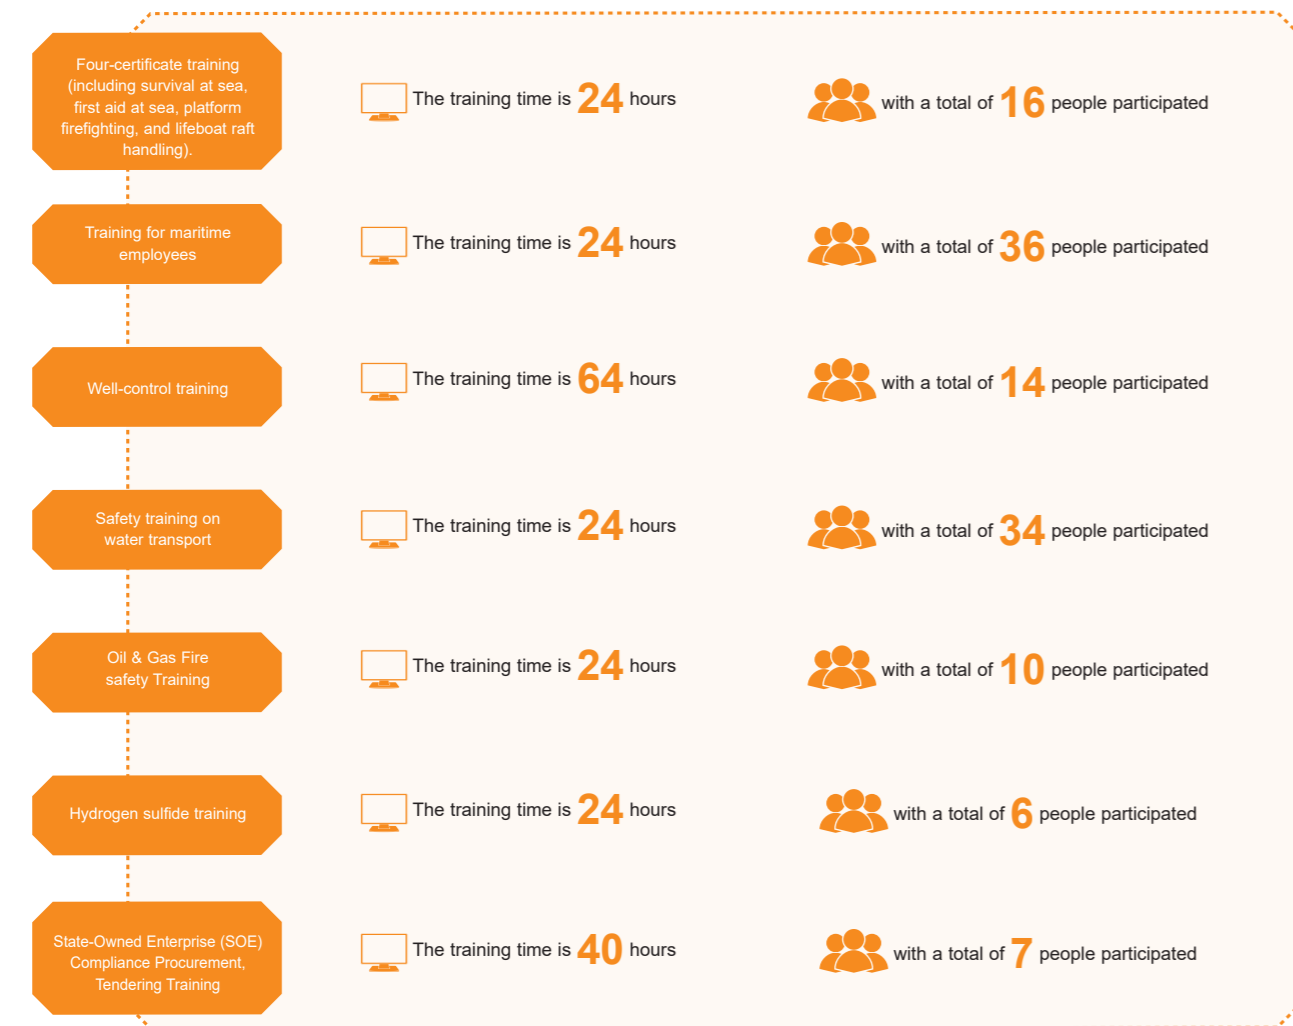 Four-certificate training
(including survival at sea,
first aid at sea, platform
firefighting, and lifeboat raft
handling).
The training time is 24 hours
with a total of 16 people participated
Training for maritime
employees
The training time is 24 hours
with a total of 36 people participated
Well-control training
The training time is 64 hours
with a total of 14 people participated
Safety training on
water transport
The training time is 24 hours
with a total of 34 people participated
Oil & Gas Fire
safety Training
The training time is 24 hours
with a total of 10 people participated
Hydrogen sulfide training
The training time is 24 hours
with a total of 6 people participated
State-Owned Enterprise (SOE)
Compliance Procurement,
Tendering Training
The training time is 40 hours
with a total of 7 people participated